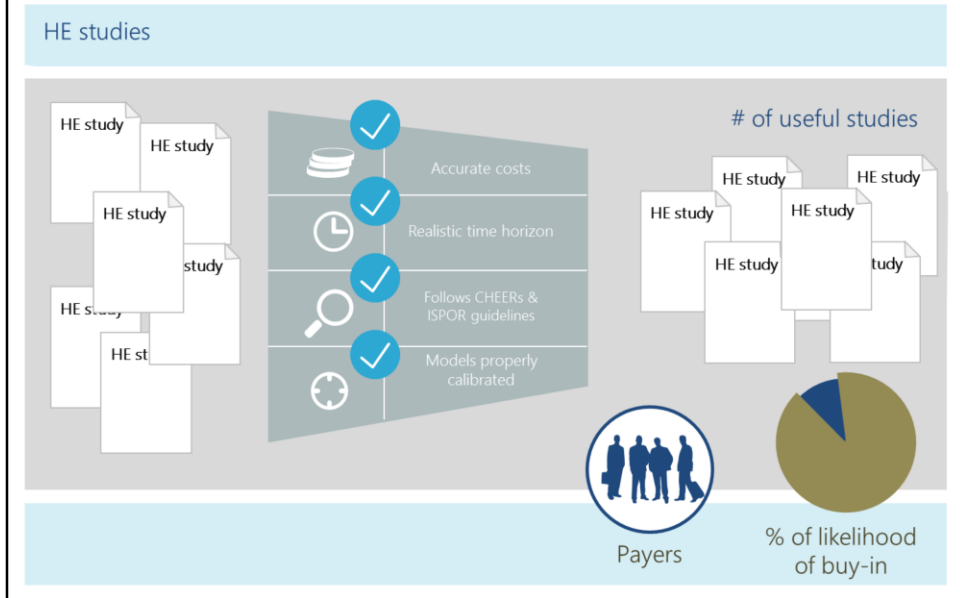 HE studies
HE study
HE study
HE study
study
HE s
HE st
Accurate costs
Realistic time horizon
Follows CHEERs &
ISPOR guidelines
Models properly
calibrated
# of useful studies
HE study
HE study
HE study
HE study
HE study
tudy
Payers
% of likelihood
of buy-in